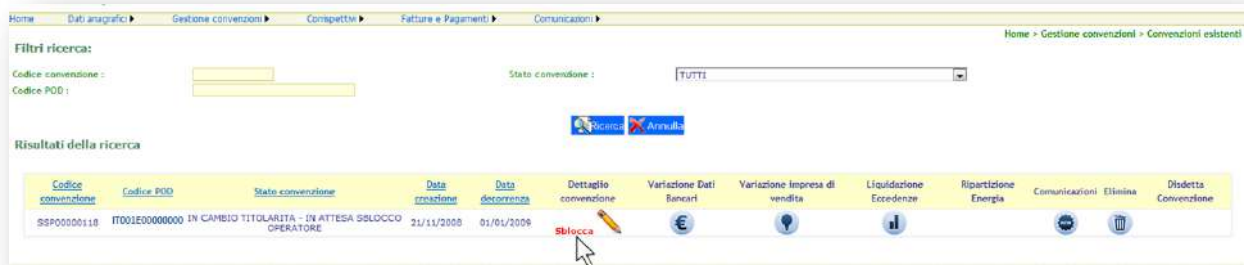 Home Dati anagrafici Gestione convenzioni Corrispettivi Fatture e Pagamenti Comunicazioni
Home > Gestione convenzioni > Convenzioni esistenti
Filtri ricerca:
Codice convenzione : Stato convenzione : TUTTI
Codice POD :
Ricerca Annulla
Risultati della ricerca
Codice convenzione Codice POD Stato convenzione Data creazione Data decorrenza Dettaglio convenzione Variazione Dati Bancari Variazione impresa di vendita Liquidazione Eccedenze Ripartizione Energia Comunicazioni Elimina Disdetta Convenzione
SSP00000118 IT001E00000000 IN CAMBIO TITOLARITA - IN ATTESA SBLOCCO OPERATORE 21/11/2008 01/01/2009 Sblocca